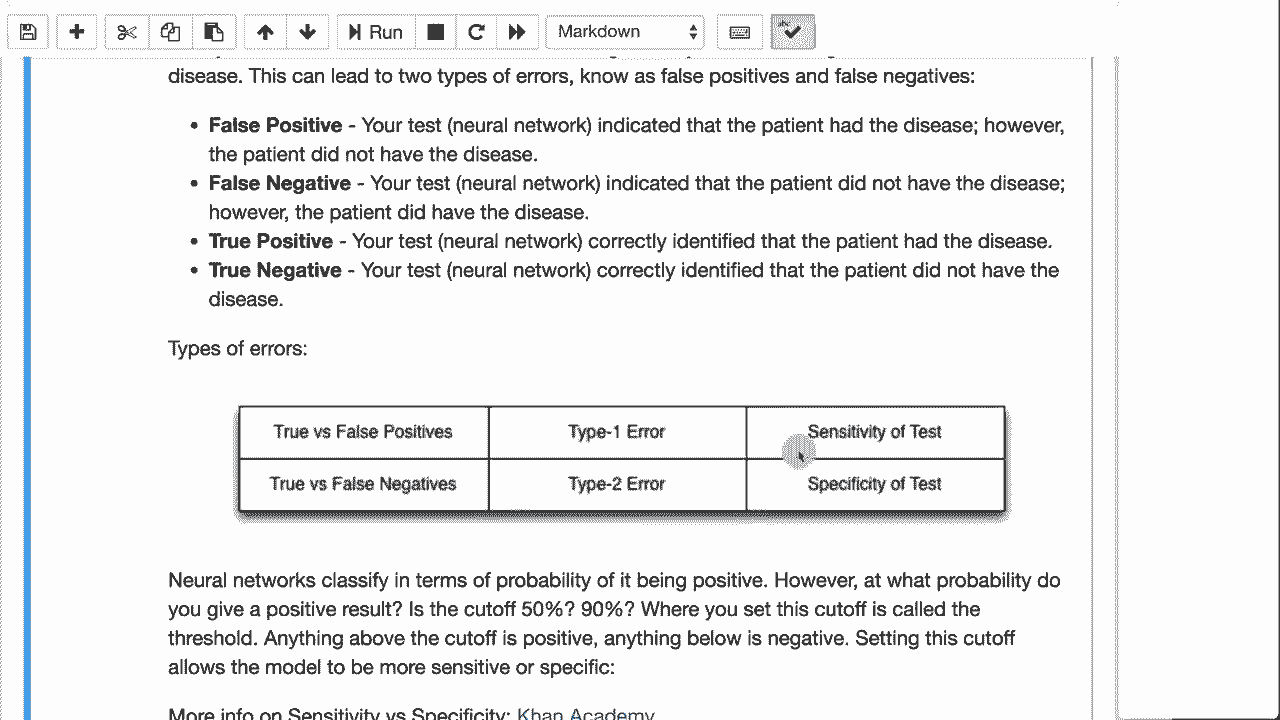 Run
Markdown
disease. This can lead to two types of errors, know as false positives and false negatives:
• False Positive - Your test (neural network) indicated that the patient had the disease; however,
the patient did not have the disease.
• False Negative - Your test (neural network) indicated that the patient did not have the disease;
however, the patient did have the disease.
• True Positive - Your test (neural network) correctly identified that the patient had the disease.
• True Negative - Your test (neural network) correctly identified that the patient did not have the
disease.
Types of errors:
True vs False Positives Type-1 Error Sensitivity of Test
True vs False Negatives Type-2 Error Specificity of Test
Neural networks classify in terms of probability of it being positive. However, at what probability do
you give a positive result? Is the cutoff 50%? 90%? Where you set this cutoff is called the
threshold. Anything above the cutoff is positive, anything below is negative. Setting this cutoff
allows the model to be more sensitive or specific:
More info on Sensitivity vs Specificity: Khan Academy